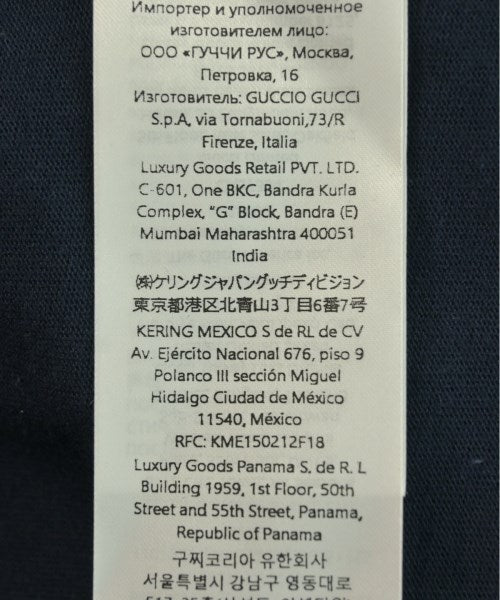 Импортер и уполномоченное
изготовителем лицо:
ООО «ГУЧЧИ РУС», Москва,
Петровка, 16
Изготовитель: GUCCIO GUCCI
S.p.A, via Tornabuoni,73/R
Firenze, Italia
Luxury Goods Retail PVT. LTD.
C-601, One BKC, Bandra Kurla
Complex, “G” Block, Bandra (E)
Mumbai Maharashtra 400051
India
㈱ケリングジャパングッチディビジョン
東京都港区北青山3丁目6番7号
KERING MEXICO S de RL de CV
Av. Ejército Nacional 676, piso 9
Polanco III sección Miguel
Hidalgo Ciudad de México
11540, México
RFC: KME150212F18
Luxury Goods Panama S. de R. L
Building 1959, 1st Floor, 50th
Street and 55th Street, Panama,
Republic of Panama
구찌코리아 유한회사
서울특별시 강남구 영동대로